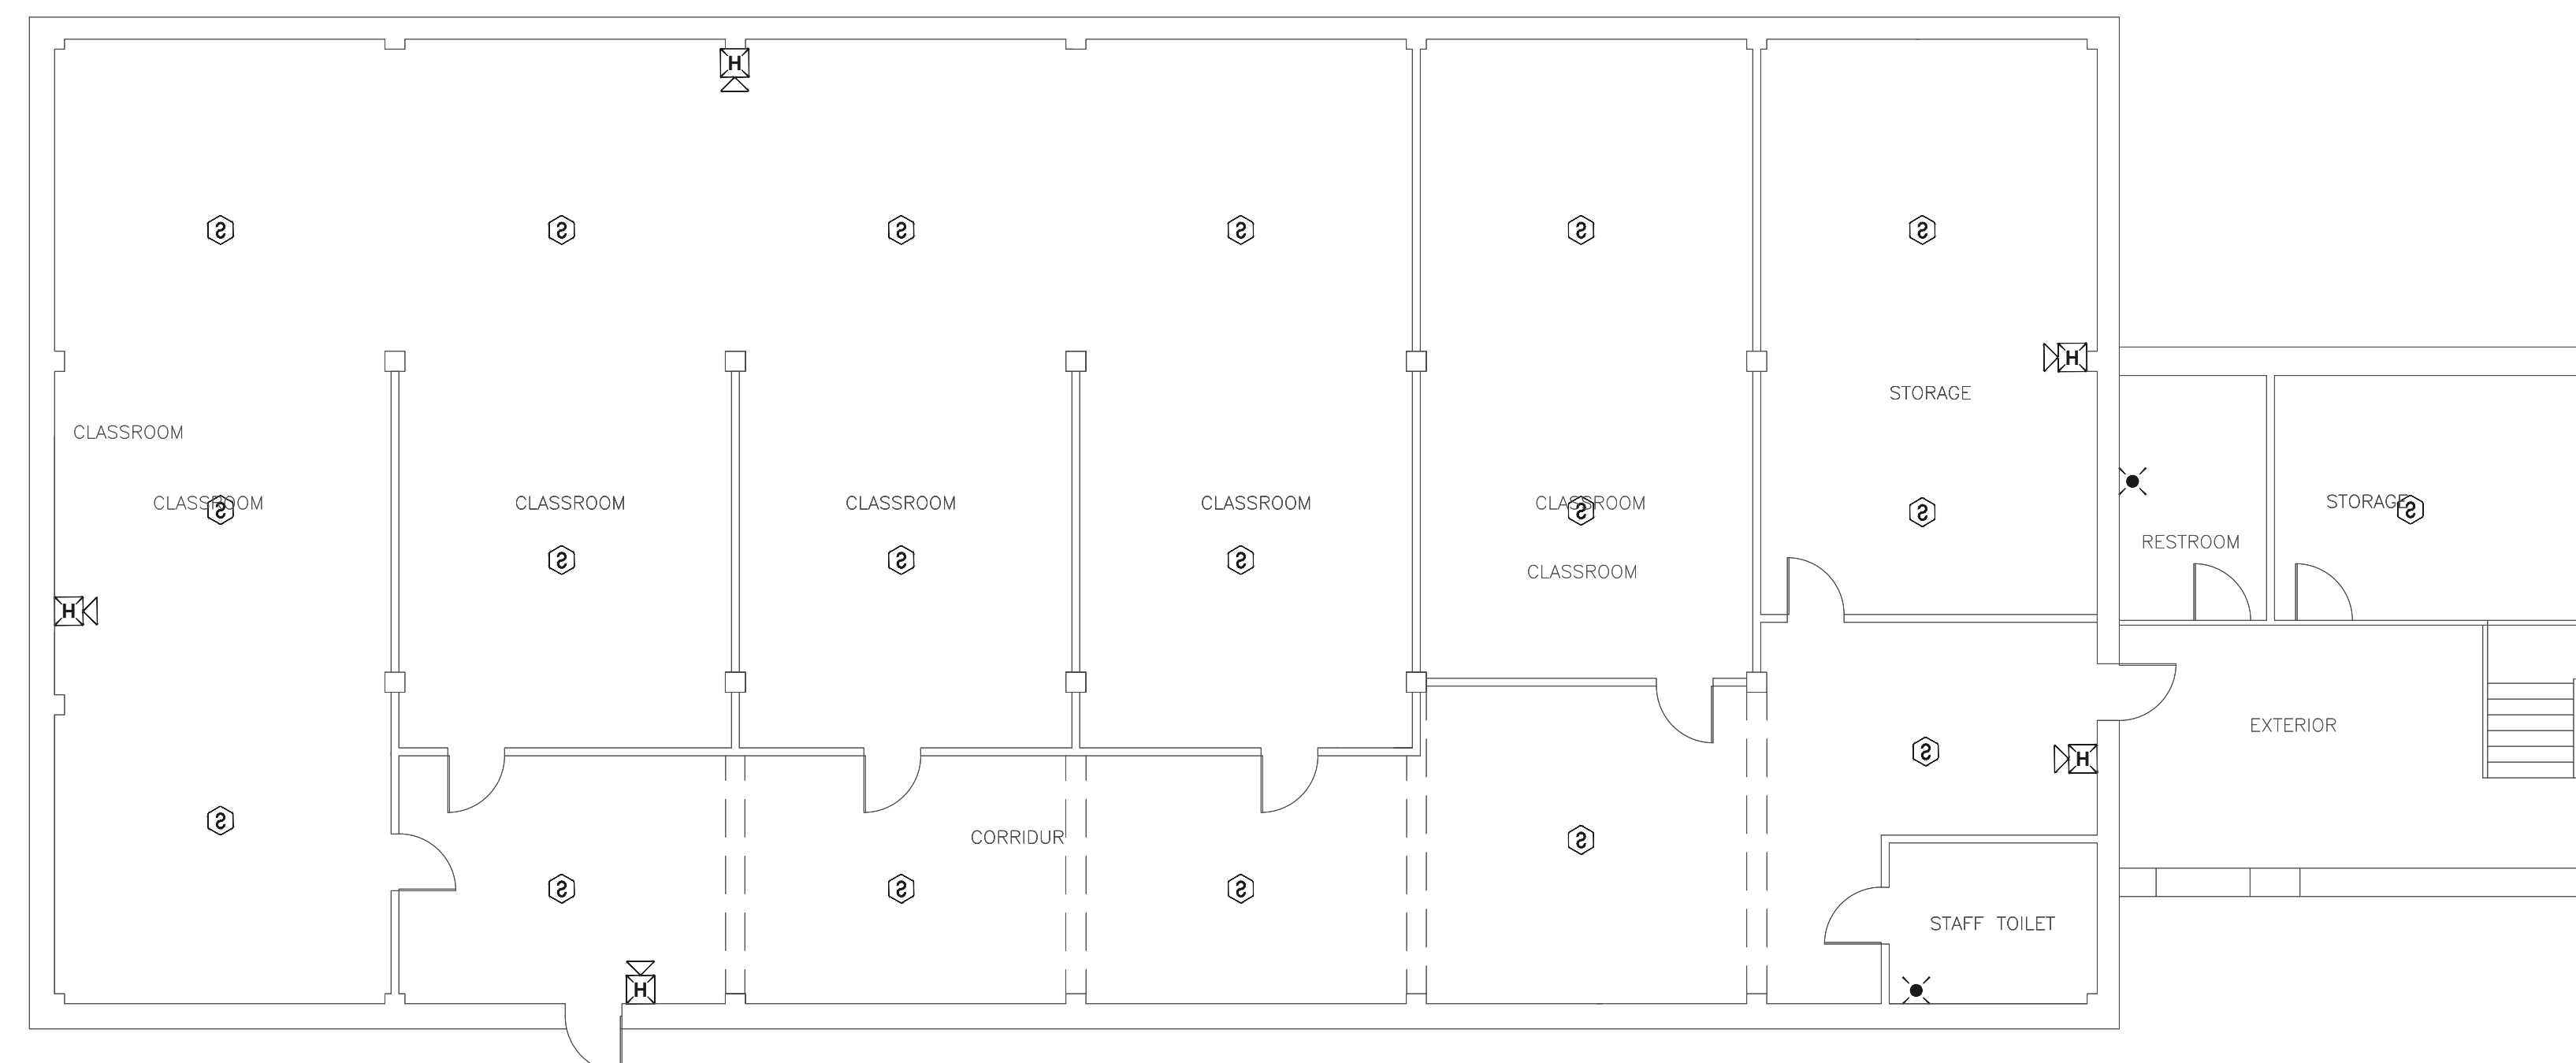 H
S S S S S S
H
STORAGE
CLASSROOM
CLASSROOM CLASSROOM CLASSROOM CLASSROOM CLASSROOM STORAGE
S S S S
RESTROOM
S S S
CLASSROOM
H
EXTERIOR
S H
S S
CORRIDUR
S S S
STAFF TOILET
H